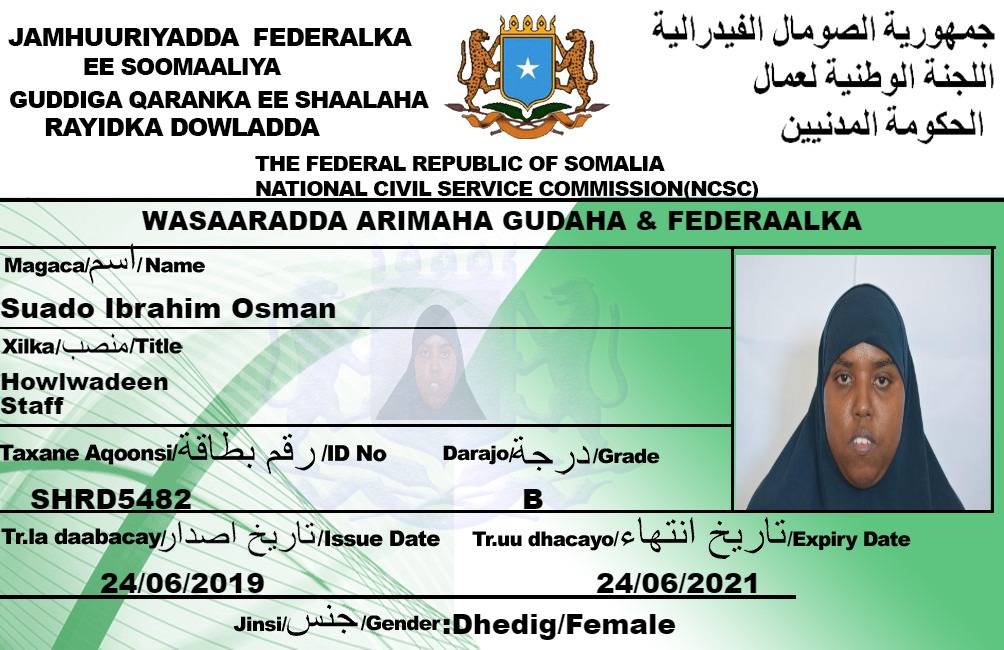 JAMHUURIYADDA FEDERALKA
EE SOOMAALIYA
GUDDIGA QARANKA EE SHAALAHA
RAYIDKA DOWLADDA
جمهورية الصومال الفيدرالية
اللجنة الوطنية لعمال
الحكومة المدنيين
THE FEDERAL REPUBLIC OF SOMALIA
NATIONAL CIVIL SERVICE COMMISSION(NCSC)
WASAARADDA ARIMAHA GUDAHA & FEDERAALKA
Magaca/اسم/Name
Suado Ibrahim Osman
Xilka/منصب/Title
Howlwadeen
Staff
Taxane Aqoonsi/رقم بطاقة/ID No
SHRD5482
Darajo/درجة/Grade
B
Tr.la daabacay/تاريخ اصدار/Issue Date
24/06/2019
Tr.uu dhacayo/تاريخ انتهاء/Expiry Date
24/06/2021
Jinsi/جنس/Gender:Dhedig/Female